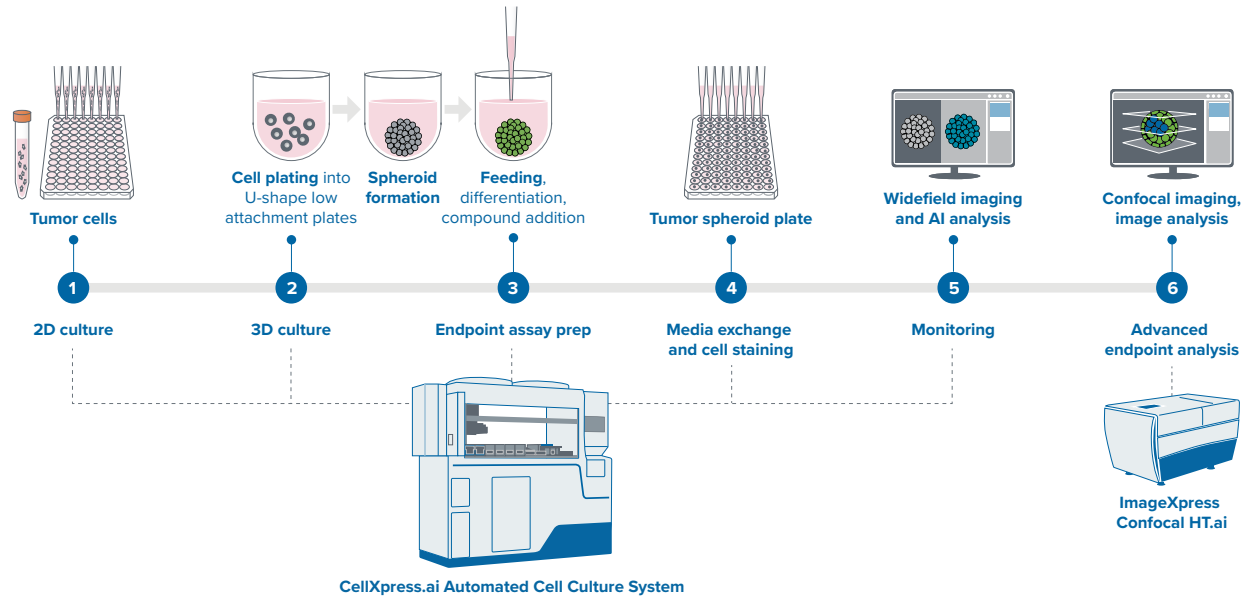 Tumor cells
Cell plating into
U-shape low
attachment plates
Spheroid
formation
Feeding,
differentiation,
compound addition
Tumor spheroid plate
Widefield imaging
and AI analysis
Confocal imaging,
image analysis
1
2
3
4
5
6
2D culture
3D culture
Endpoint assay prep
Media exchange
and cell staining
Monitoring
Advanced
endpoint analysis
CellXpress.ai Automated Cell Culture System
ImageXpress
Confocal HT.ai